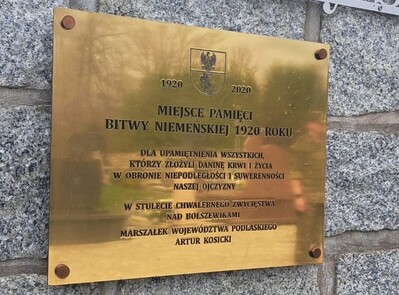 1920 2020
MIEJSCE PAMIĘCI
BITWY NIEMEŃSKIEJ 1920 ROKU
DLA UPAMIĘTNIENIA WSZYSTKICH,
KTÓRZY ZŁOŻYLI DANINĘ KRWI I ŻYCIA
W OBRONIE NIEPODLEGŁOŚCI I SUWERENNOŚCI
NASZEJ OJCZYZNY
W STULECIE CHWALEBNEGO ZWYCIĘSTWA
NAD BOLSZEWIKAMI
MARSZAŁEK WOJEWÓDZTWA PODLASKIEGO
ARTUR KOSICKI